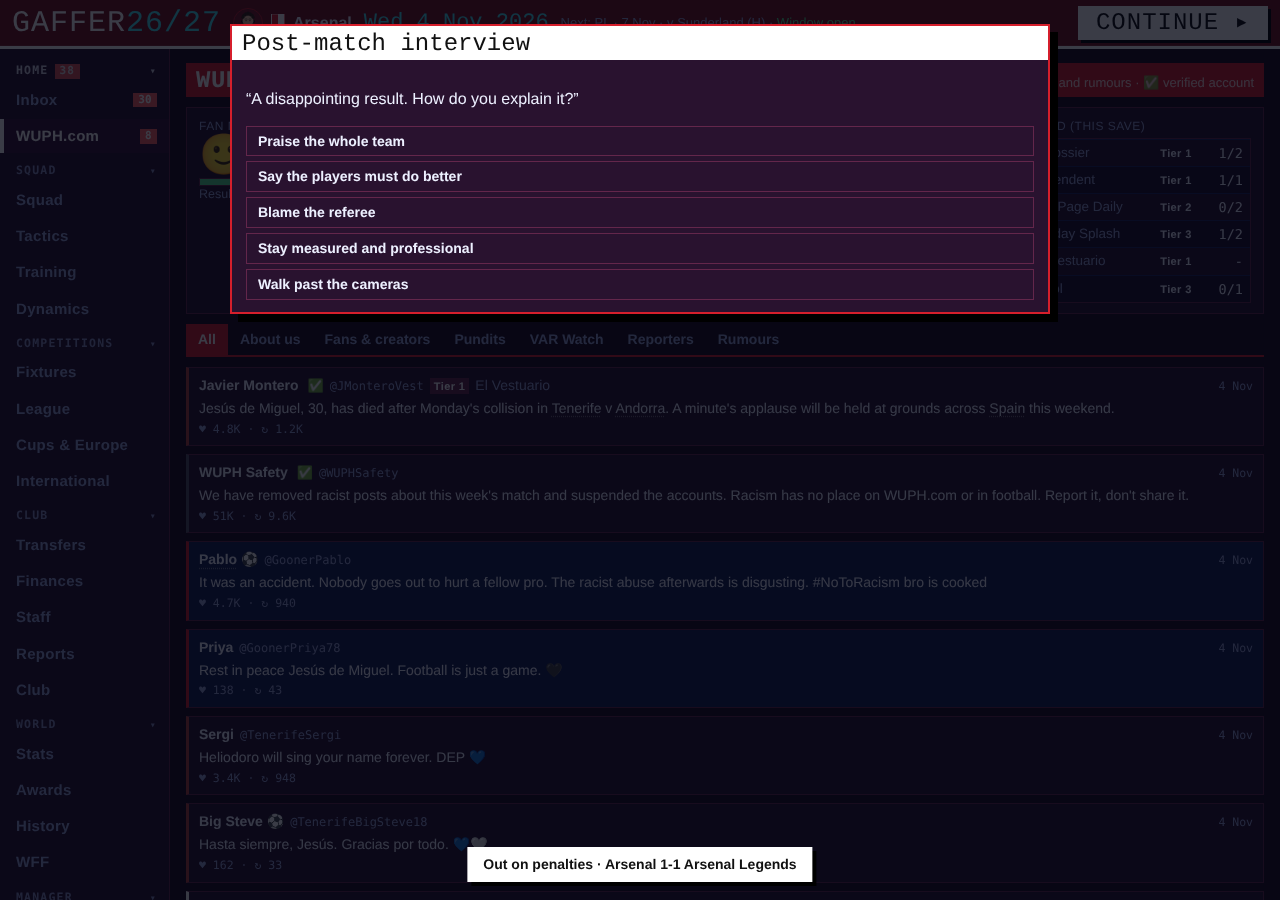 GAFFER26/27 Arsenal Wed 4 Nov 2026 Next: PL · 7 Nov · v Sunderland (H) · Window open CONTINUE ►
Post-match interview
“A disappointing result. How do you explain it?”
Praise the whole team
Say the players must do better
Blame the referee
Stay measured and professional
Walk past the cameras
HOME 38
Inbox 30
WUPH.com 8
SQUAD
Squad
Tactics
Training
Dynamics
COMPETITIONS
Fixtures
League
Cups & Europe
International
CLUB
Transfers
Finances
Staff
Reports
Club
WORLD
Stats
Awards
History
WFF
MANAGER
and rumours · ✅ verified account
FAN
(THIS SAVE)
Tier 1 1/2
Tier 1 1/1
Page Daily Tier 2 0/2
Splash Tier 3 1/2
Tier 1 -
Tier 3 0/1
All About us Fans & creators Pundits VAR Watch Reporters Rumours
Javier Montero ✅ @JMonteroVest Tier 1 El Vestuario 4 Nov
Jesús de Miguel, 30, has died after Monday's collision in Tenerife v Andorra. A minute's applause will be held at grounds across Spain this weekend.
♥ 4.8K · ↻ 1.2K
WUPH Safety ✅ @WUPHSafety 4 Nov
We have removed racist posts about this week's match and suspended the accounts. Racism has no place on WUPH.com or in football. Report it, don't share it.
♥ 51K · ↻ 9.6K
Pablo ⚽ @GoonerPablo 4 Nov
It was an accident. Nobody goes out to hurt a fellow pro. The racist abuse afterwards is disgusting. #NoToRacism bro is cooked
♥ 4.7K · ↻ 940
Priya @GoonerPriya78 4 Nov
Rest in peace Jesús de Miguel. Football is just a game. 🖤
♥ 138 · ↻ 43
Sergi @TenerifeSergi 4 Nov
Heliodoro will sing your name forever. DEP 💙
♥ 3.4K · ↻ 948
Big Steve ⚽ @TenerifeBigSteve18 4 Nov
Hasta siempre, Jesús. Gracias por todo. 💙🤍
♥ 162 · ↻ 33
Out on penalties · Arsenal 1-1 Arsenal Legends